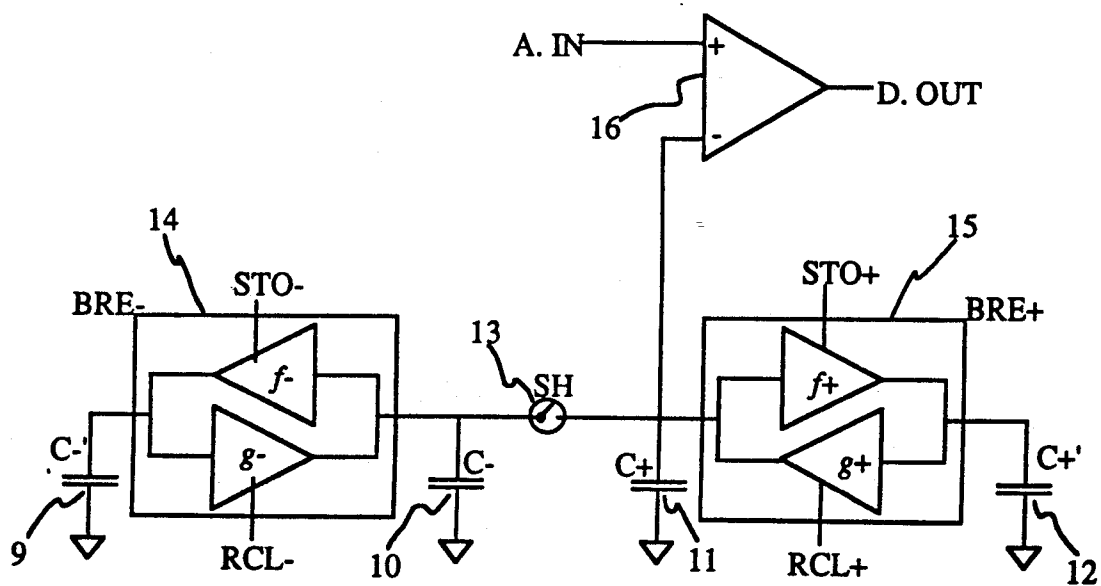 A. IN
+
D. OUT
16
-
14
15
STO-
STO+
BRE-
BRE+
13
f-
SH
f+
C-'
g-
C-
C+
g+
C+'
9
RCL-
10
11
RCL+
12